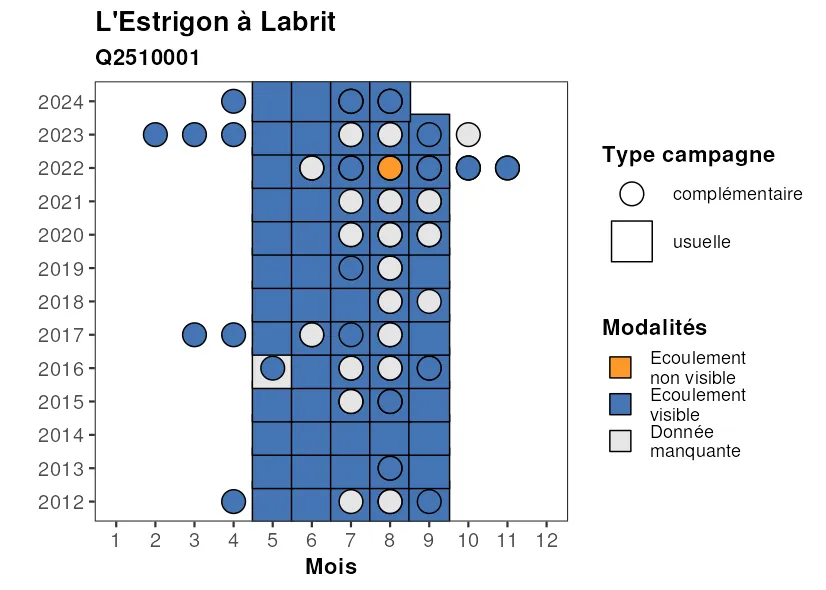 L'Estrigon à Labrit
Q2510001
2024
2023
2022
2021
2020
2019
2018
2017
2016
2015
2014
2013
2012
1 2 3 4 5 6 7 8 9 10 11 12
Mois
Type campagne
complémentaire
usuelle
Modalités
Ecoulement
non visible
Ecoulement
visible
Donnée
manquante